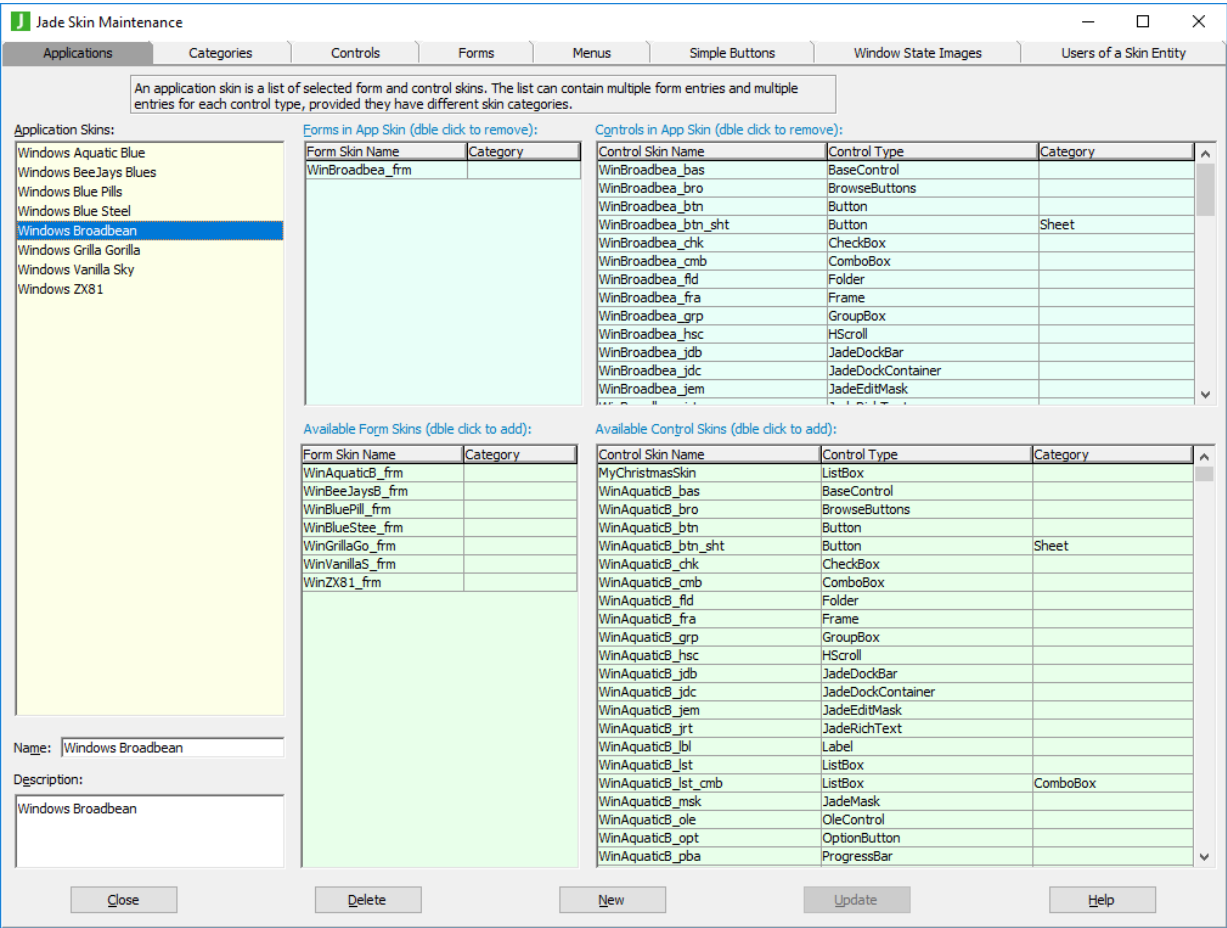 Jade Skin Maintenance
Applications Categories Controls Forms Menus Simple Buttons Window State Images Users of a Skin Entity
An application skin is a list of selected form and control skins. The list can contain multiple form entries and multiple
entries for each control type, provided they have different skin categories.
Application Skins:
Windows Aquatic Blue
Windows BeeJays Blues
Windows Blue Pills
Windows Blue Steel
Windows Broadbean
Windows Grilla Gorilla
Windows Vanilla Sky
Windows ZX81
Name: Windows Broadbean
Description:
Windows Broadbean
Forms in App Skin (dble click to remove):
Form Skin Name Category
WinBroadbea_frm
Controls in App Skin (dble click to remove):
Control Skin Name Control Type Category
WinBroadbea_bas BaseControl
WinBroadbea_bro BrowseButtons
WinBroadbea_btn Button
WinBroadbea_btn_sht Button Sheet
WinBroadbea_chk CheckBox
WinBroadbea_cmb ComboBox
WinBroadbea_fld Folder
WinBroadbea_fra Frame
WinBroadbea_grp GroupBox
WinBroadbea_hsc HScroll
WinBroadbea_jdb JadeDockBar
WinBroadbea_jdc JadeDockContainer
WinBroadbea_jem JadeEditMask
Available Form Skins (dble click to add):
Form Skin Name Category
WinAquaticB_frm
WinBeeJaysB_frm
WinBluePill_frm
WinBlueStee_frm
WinGrillaGo_frm
WinVanillaS_frm
WinZX81_frm
Available Control Skins (dble click to add):
Control Skin Name Control Type Category
MyChristmasSkin ListBox
WinAquaticB_bas BaseControl
WinAquaticB_bro BrowseButtons
WinAquaticB_btn Button
WinAquaticB_btn_sht Button Sheet
WinAquaticB_chk CheckBox
WinAquaticB_cmb ComboBox
WinAquaticB_fld Folder
WinAquaticB_fra Frame
WinAquaticB_grp GroupBox
WinAquaticB_hsc HScroll
WinAquaticB_jdb JadeDockBar
WinAquaticB_jdc JadeDockContainer
WinAquaticB_jem JadeEditMask
WinAquaticB_jrt JadeRichText
WinAquaticB_lbl Label
WinAquaticB_lst ListBox
WinAquaticB_lst_cmb ListBox ComboBox
WinAquaticB_msk JadeMask
WinAquaticB_ole OleControl
WinAquaticB_opt OptionButton
WinAquaticB_pba ProgressBar
Close Delete New Update Help